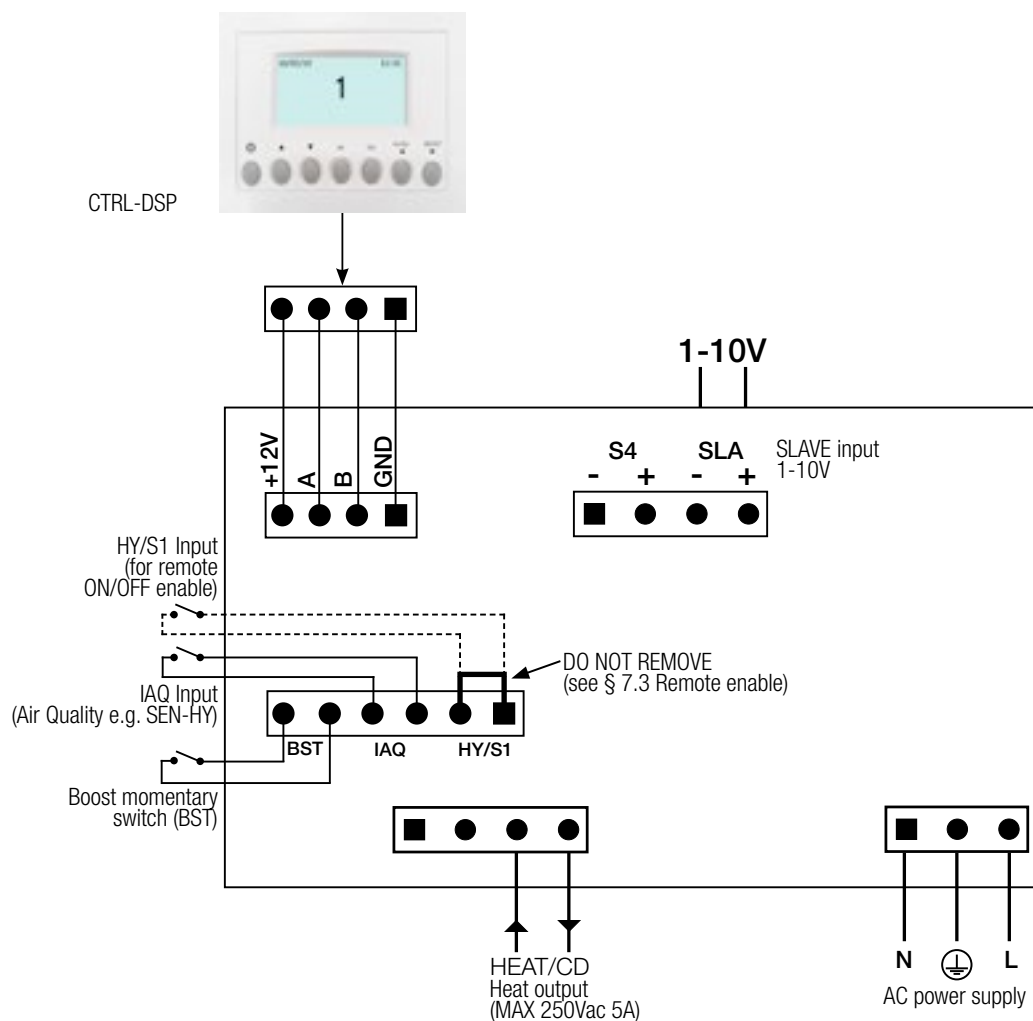 1
CTRL-DSP
1-10V
+12V
A
B
GND
S4
SLA
- + - +
SLAVE input
1-10V
HY/S1 Input
(for remote
ON/OFF enable)
DO NOT REMOVE
(see § 7.3 Remote enable)
IAQ Input
(Air Quality e.g. SEN-HY)
BST
IAQ
HY/S1
Boost momentary
switch (BST)
HEAT/CD
Heat output
(MAX 250Vac 5A)
N
L
AC power supply